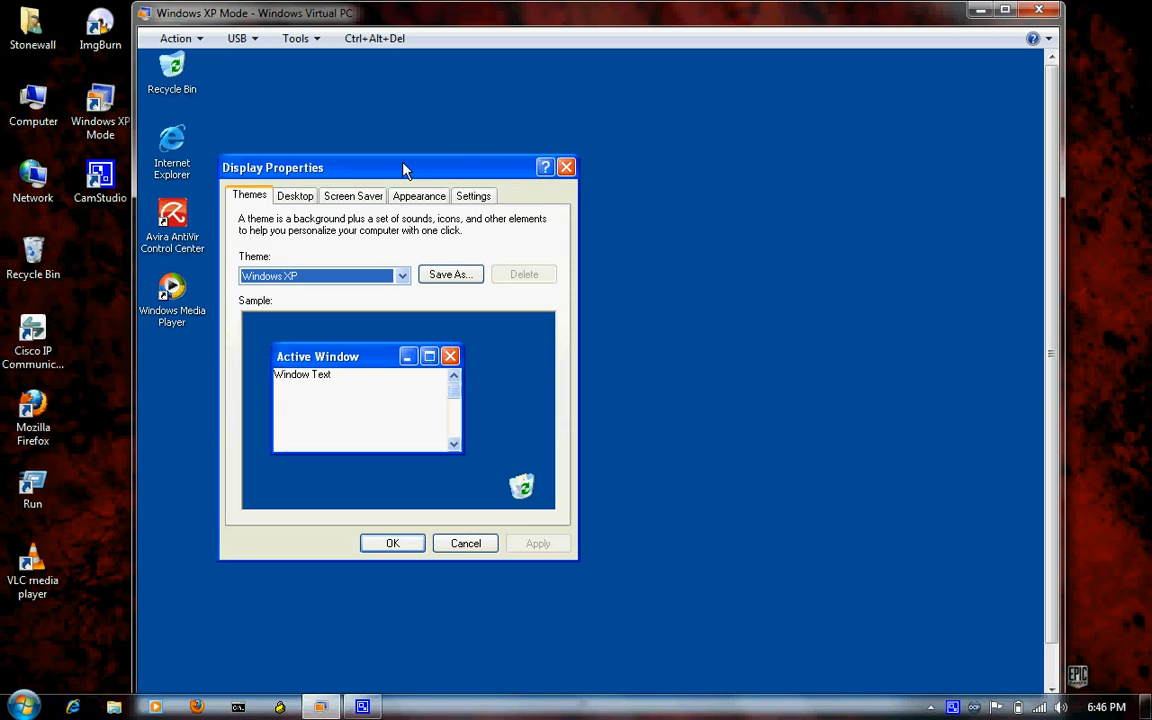 Stonewall
ImgBurn
Computer
Windows XP
Mode
Network
CamStudio
Recycle Bin
Cisco IP
Communic...
Mozilla
Firefox
Run
VLC media
player
Windows XP Mode - Windows Virtual PC
Action USB Tools Ctrl+Alt+Del
Recycle Bin
Internet
Explorer
Avira AntiVir
Control Center
Windows Media
Player
Display Properties
Themes Desktop Screen Saver Appearance Settings
A theme is a background plus a set of sounds, icons, and other elements
to help you personalize your computer with one click.
Theme:
Windows XP Save As... Delete
Sample:
Active Window
Window Text
OK Cancel Apply
EPIC
6:46 PM